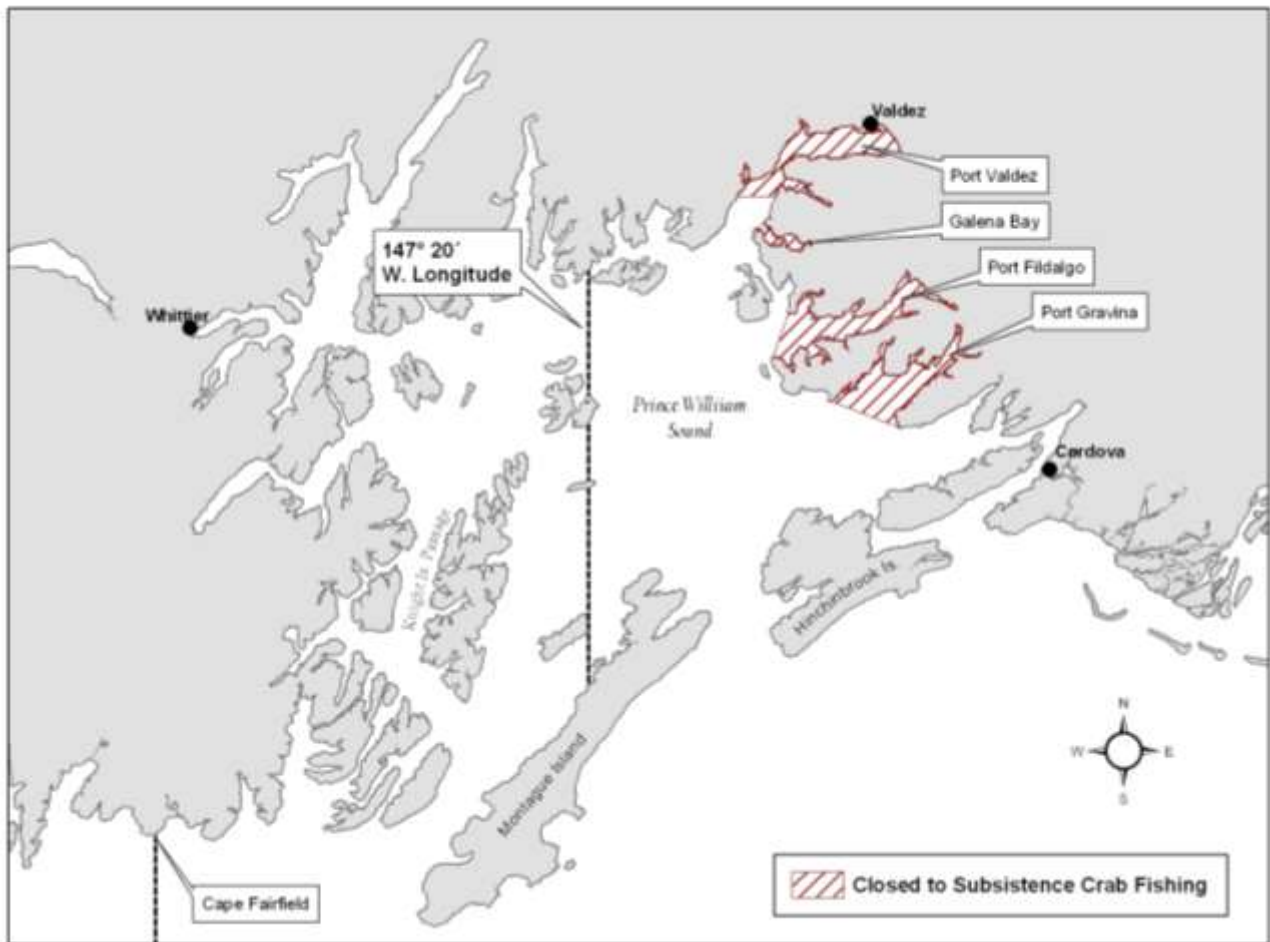 Valdez
Port Valdez
Galena Bay
147° 20´
W. Longitude
Port Fildalgo
Port Gravina
Whittier
Prince William
Sound
Cordova
Knight Is. Passage
Hinchinbrook Is.
Montague Island
N
W
E
S
Cape Fairfield
Closed to Subsistence Crab Fishing